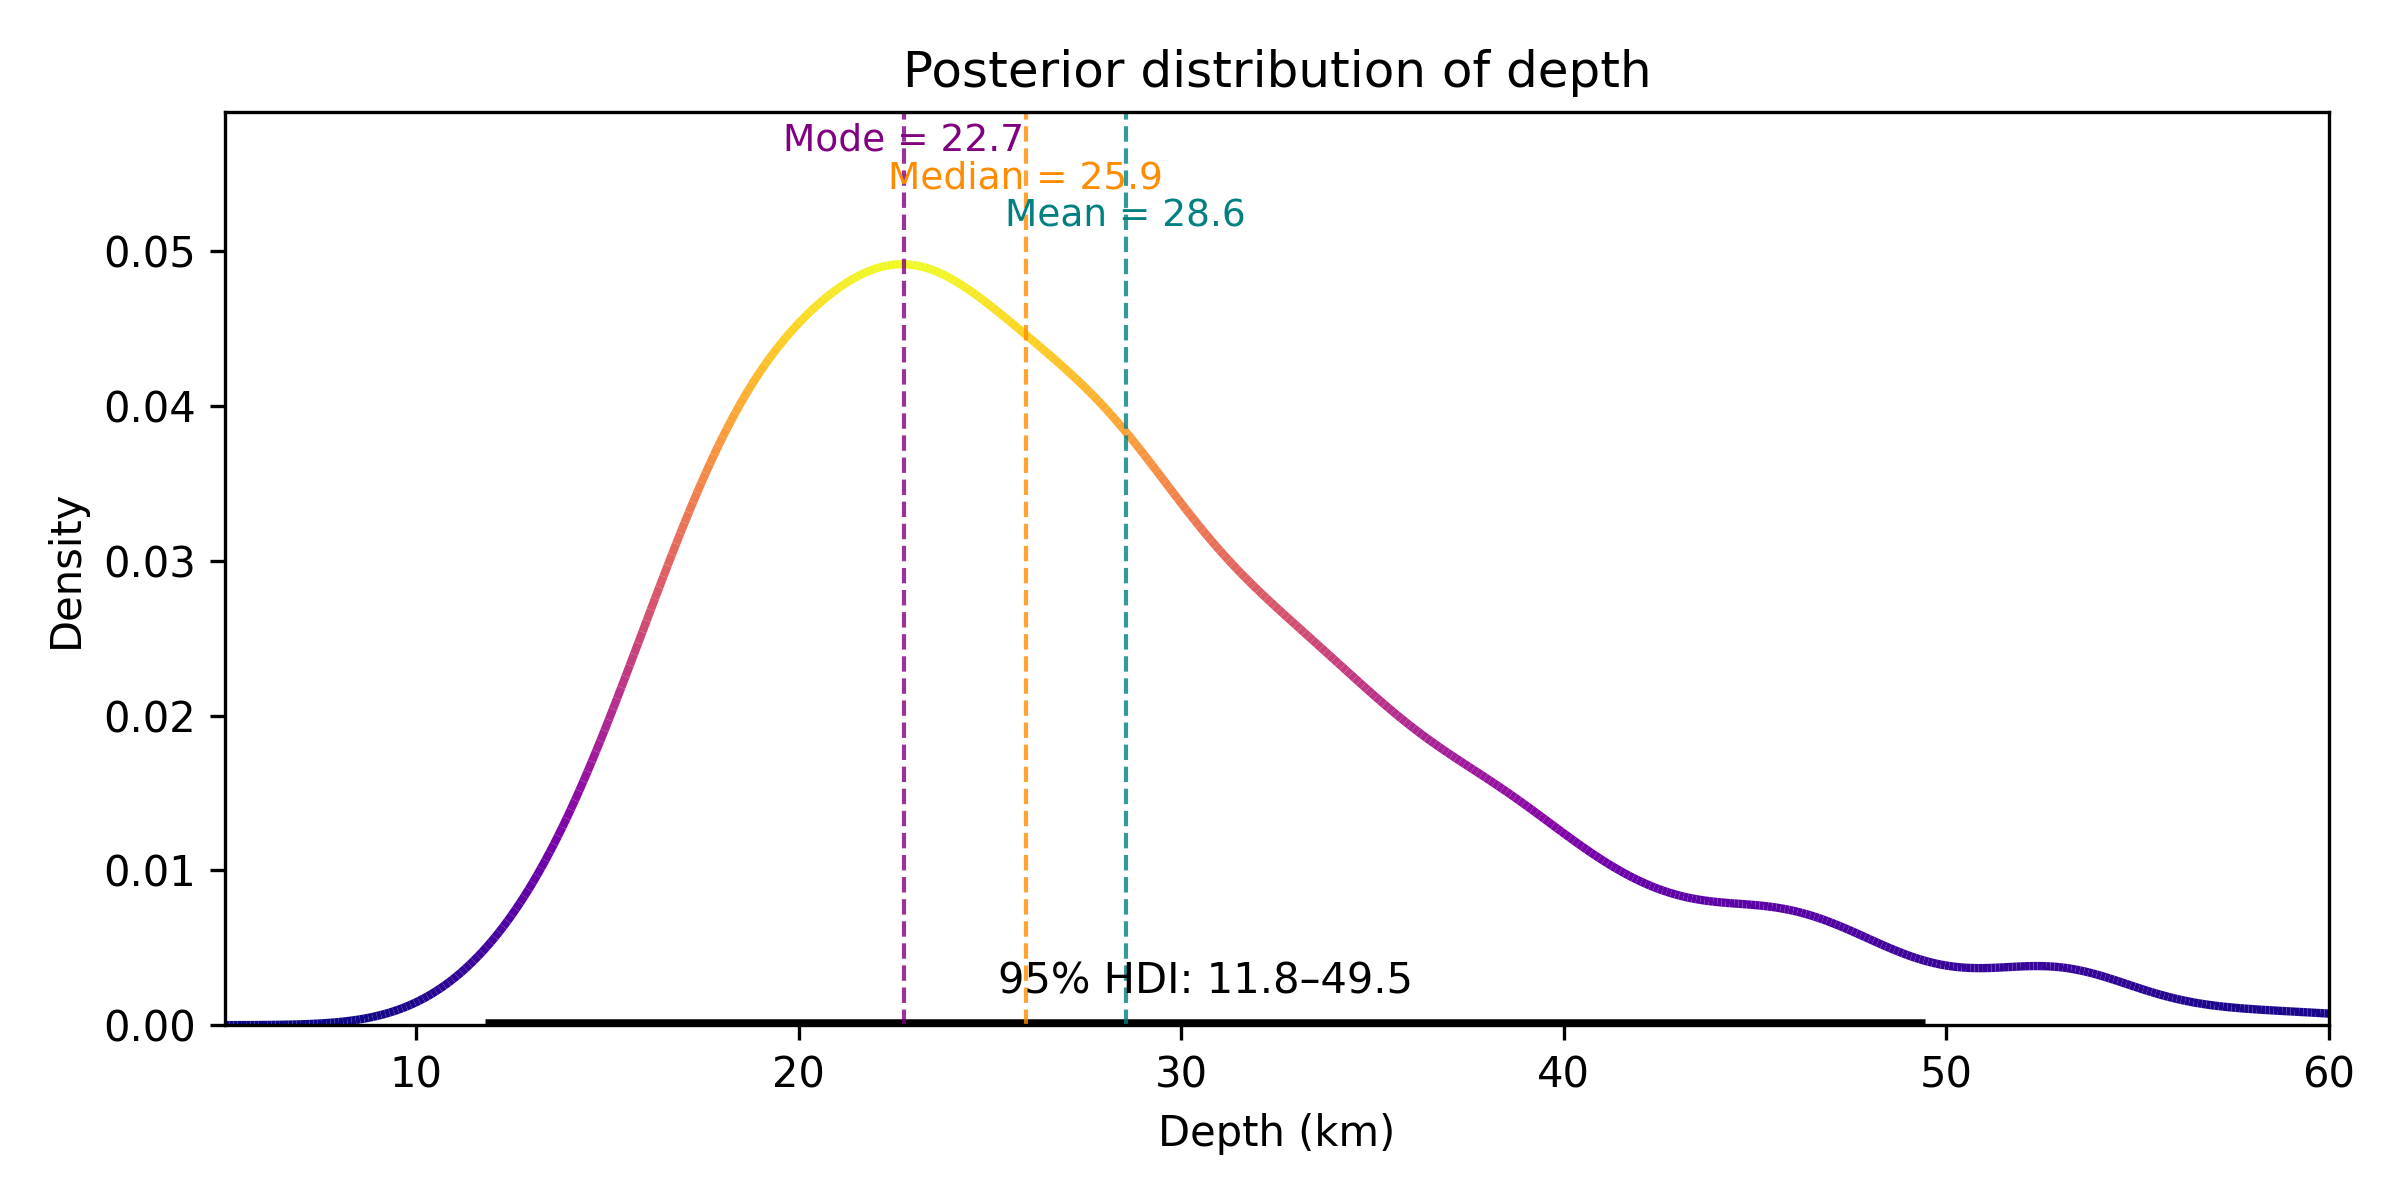 Posterior distribution of depth
Mode = 22.7
Median = 25.9
Mean = 28.6
0.05
0.04
0.03
0.02
0.01
0.00
Density
95% HDI: 11.8–49.5
10 20 30 40 50 60
Depth (km)